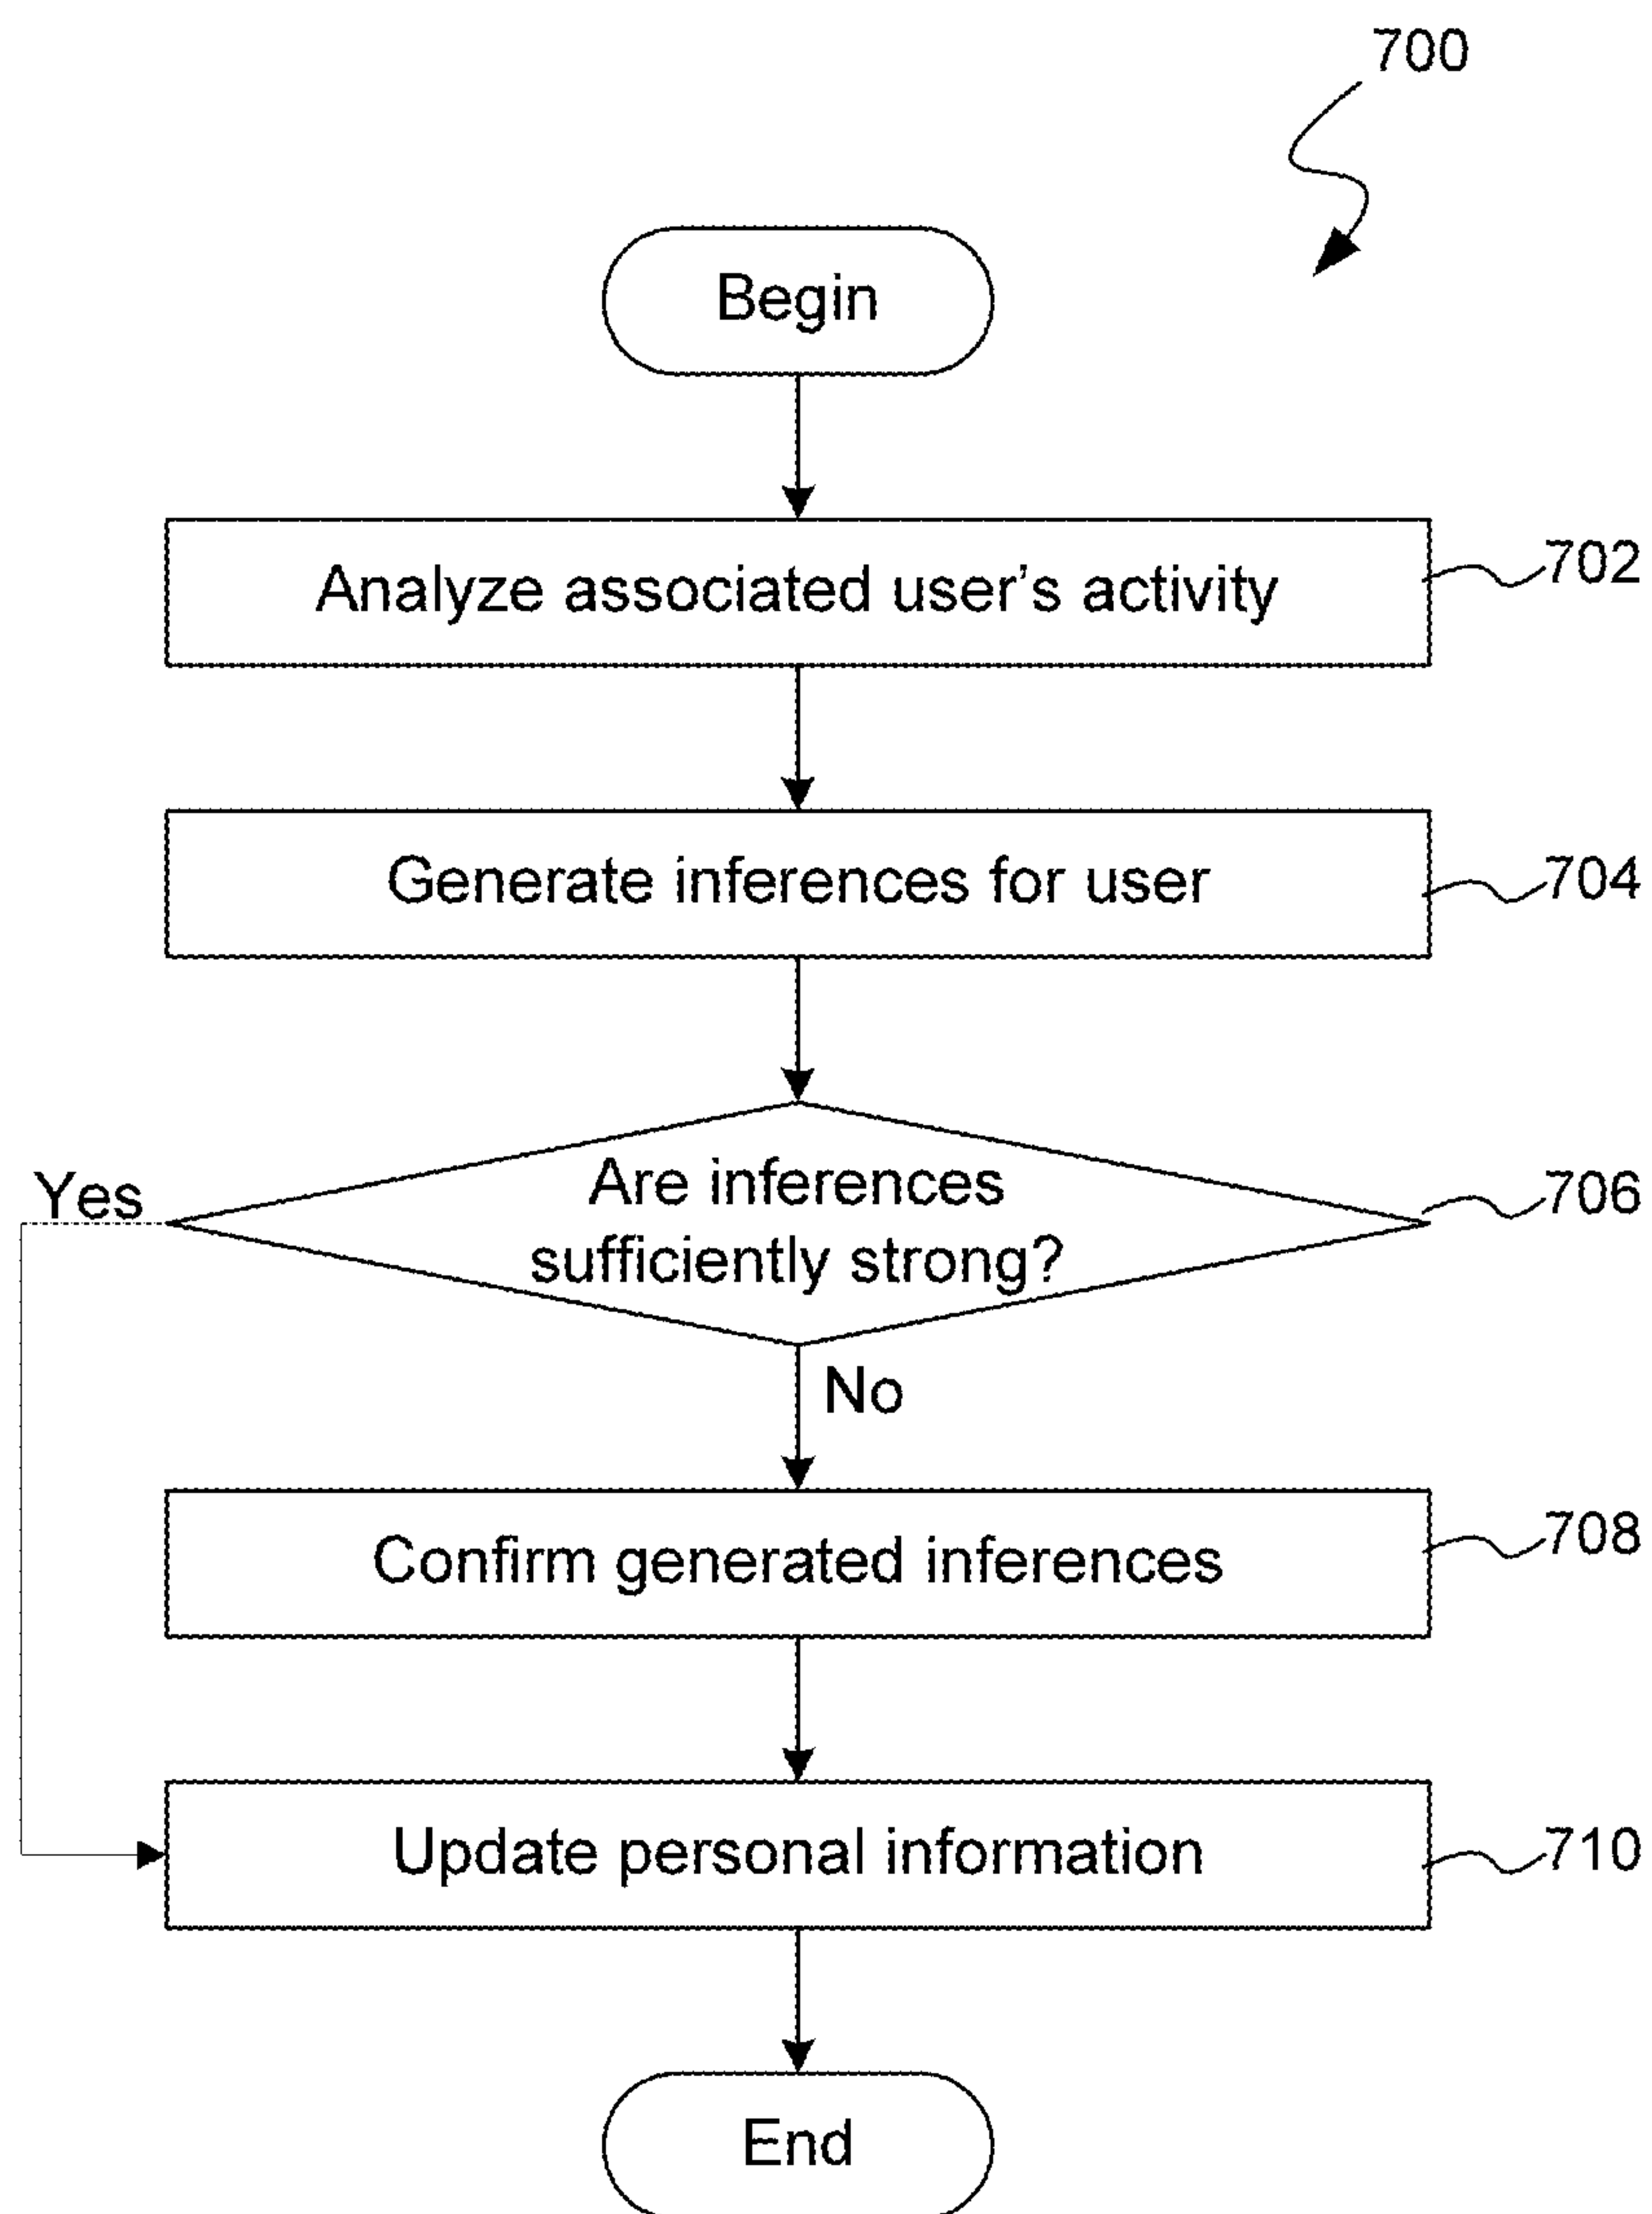 700
Begin
Analyze associated user’s activity
702
Generate inferences for user
704
Are inferences
sufficiently strong?
706
Yes
No
Confirm generated inferences
708
Update personal information
710
End